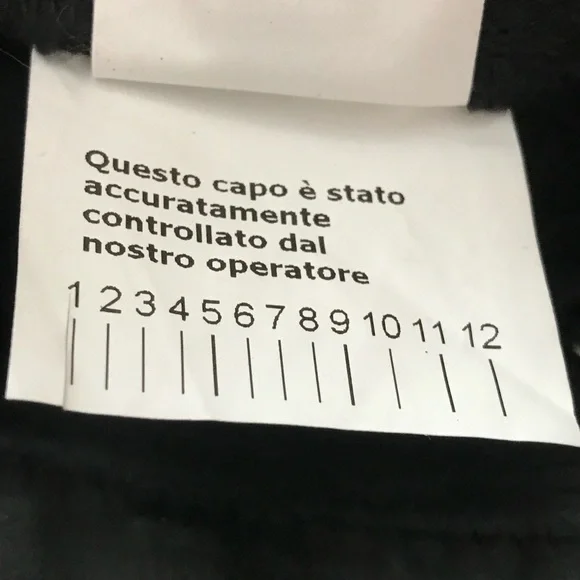 Questo capo è stato
accuratamente
controllato dal
nostro operatore
1 2 3 4 5 6 7 8 9 10 11 12